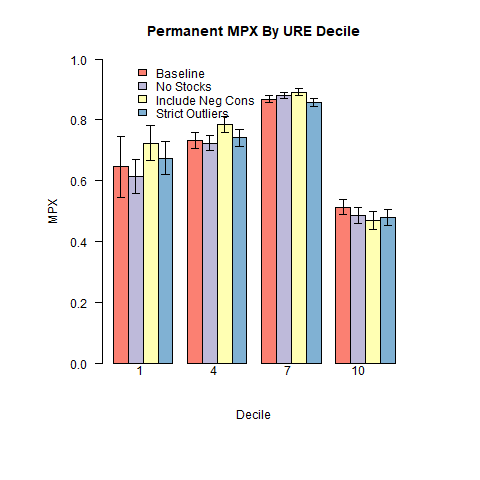 Permanent MPX By URE Decile
1.0
Baseline
No Stocks
Include Neg Cons
Strict Outliers
0.8
0.6
MPX
0.4
0.2
0.0
1 4 7 10
Decile